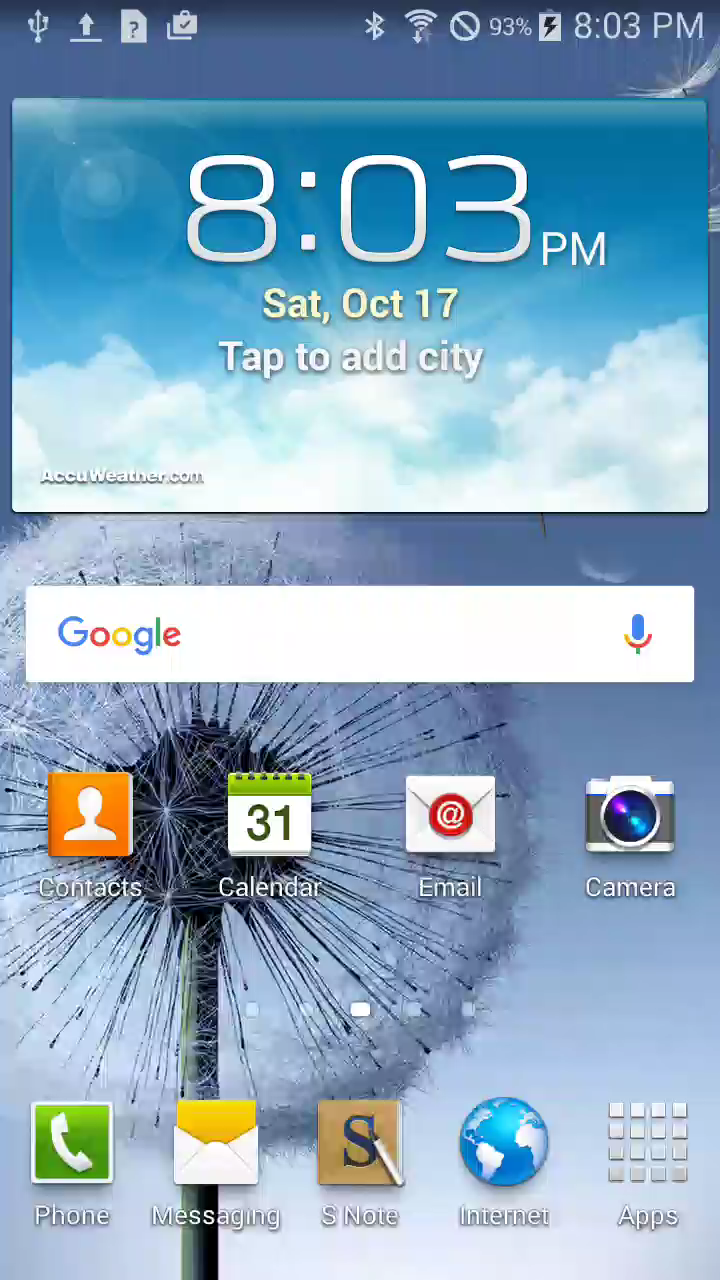 93% 8:03 PM
8:03 PM
Sat, Oct 17
Tap to add city
AccuWeather.com
Google
31
@
Contacts Calendar Email Camera
S
Phone Messaging S Note Internet Apps